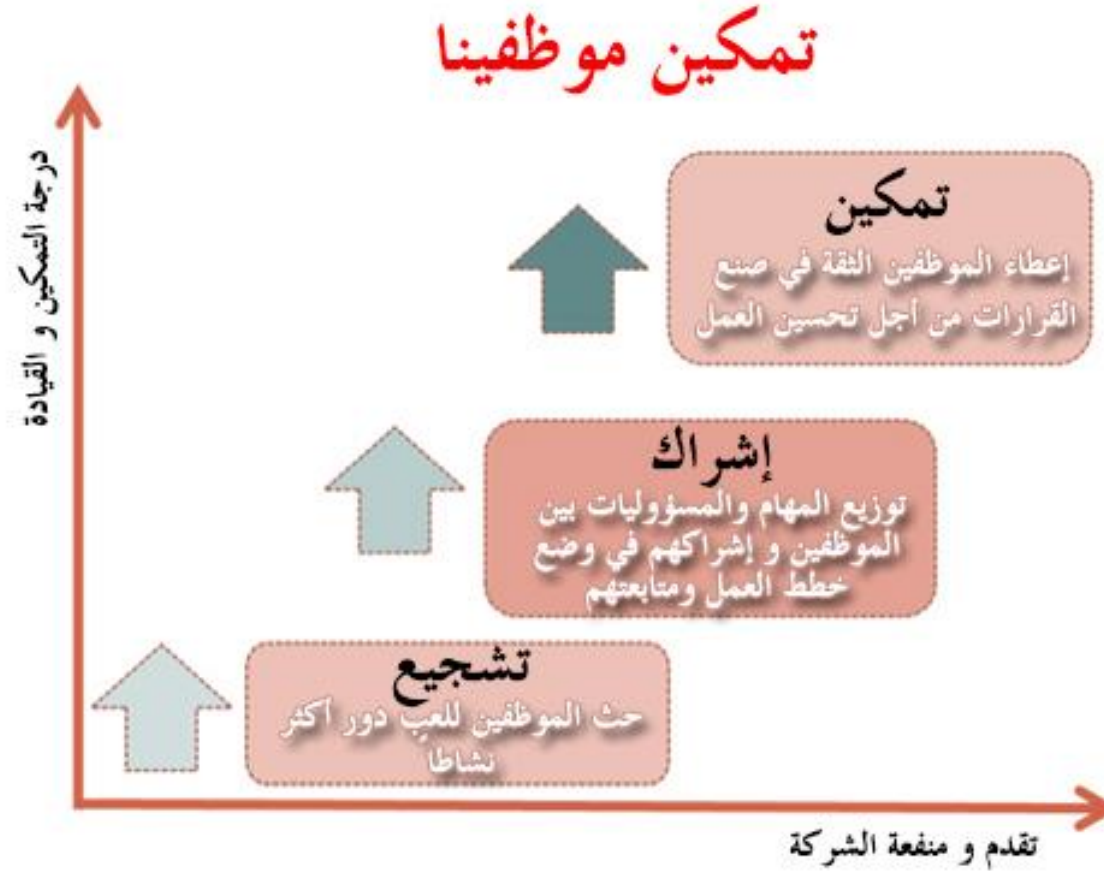 تمكين موظفينا
درجة التمكين و القيادة
تمكين
إعطاء الموظفين الثقة في صنع
القرارات من أجل تحسين العمل
إشراك
توزيع المهام والمسؤوليات بين
الموظفين و إشراكهم في وضع
خطط العمل ومتابعتهم
تشجيع
حث الموظفين للعب دور أكثر
نشاطاً
تقدم و منفعة الشركة